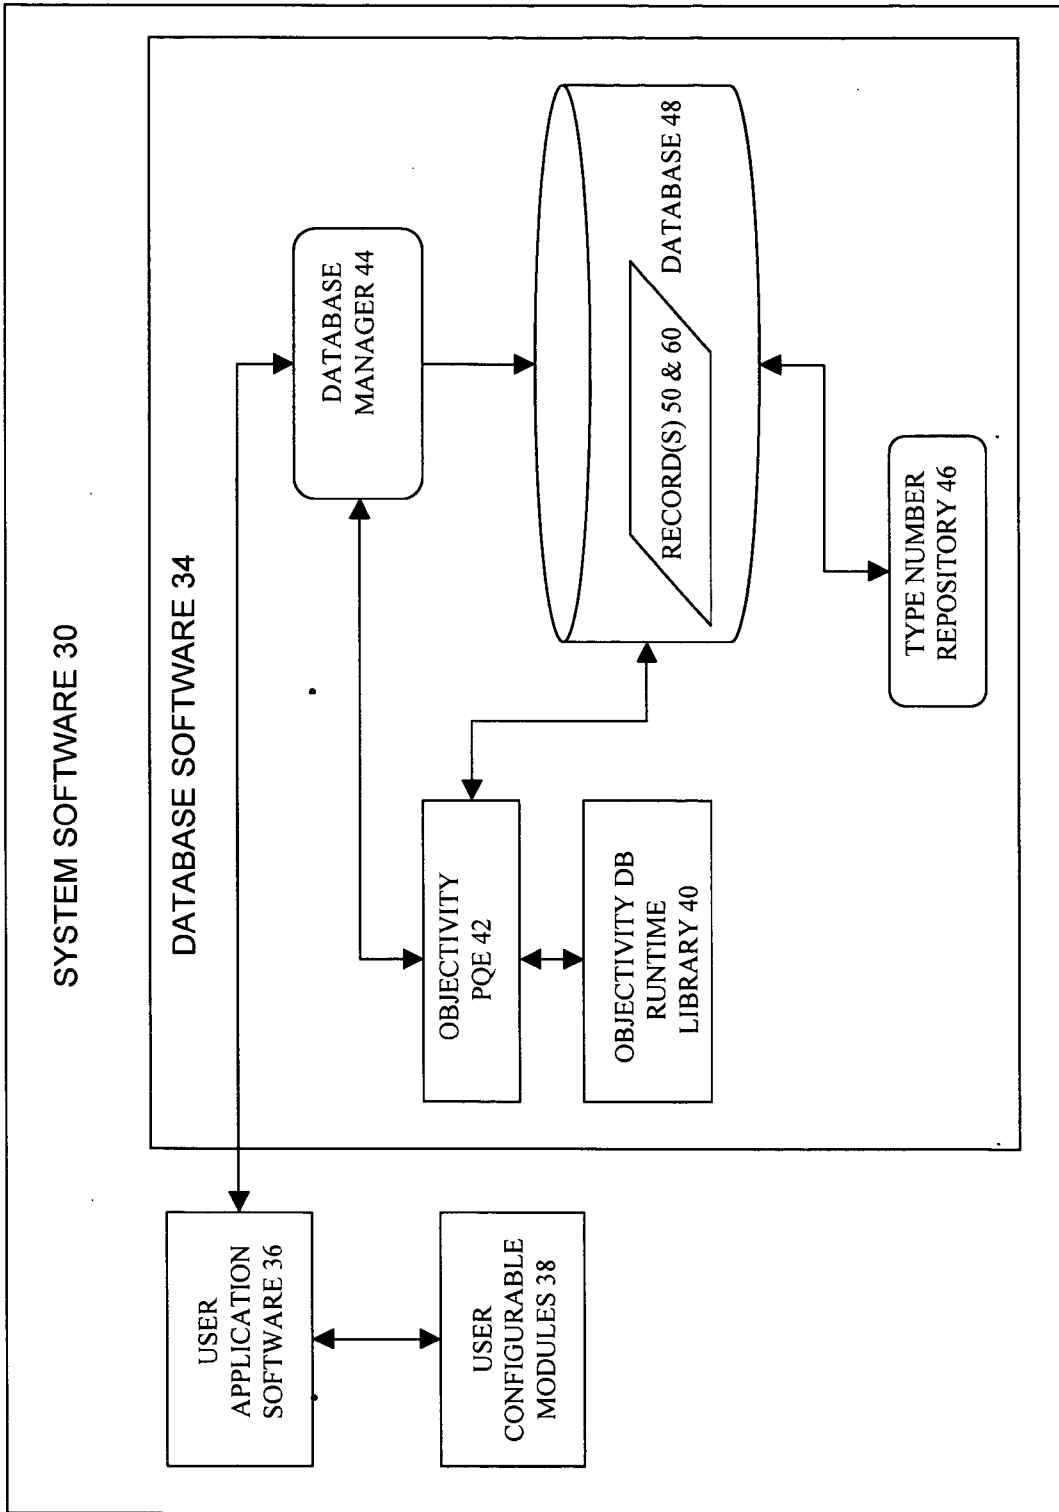 SYSTEM SOFTWARE 30
DATABASE SOFTWARE 34
USER
APPLICATION
SOFTWARE 36
USER
CONFIGURABLE
MODULES 38
OBJECTIVITY
PQE 42
OBJECTIVITY DB
RUNTIME
LIBRARY 40
DATABASE
MANAGER 44
RECORD(S) 50 & 60
DATABASE 48
TYPE NUMBER
REPOSITORY 46